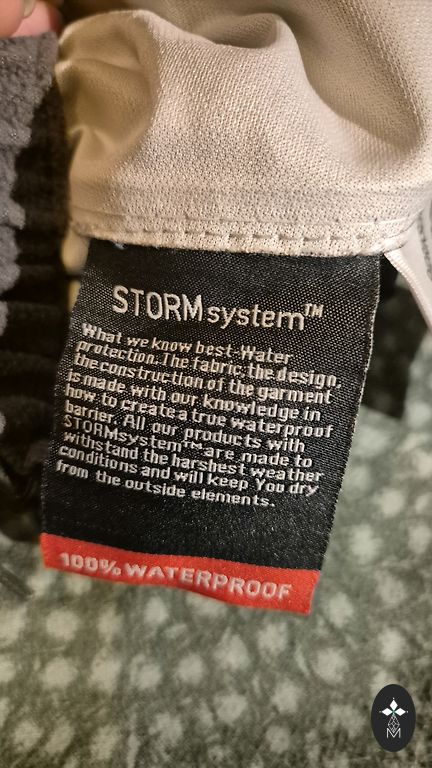 STORMsystem™
What we know best-Water
protection. The fabric, the design,
the construction of the garment
is made with our knowledge in
how to create a true waterproof
barrier. All our products with
STORMsystem™ are made to
withstand the harshest weather
conditions and will keep You dry
from the outside elements.
100% WATERPROOF
M